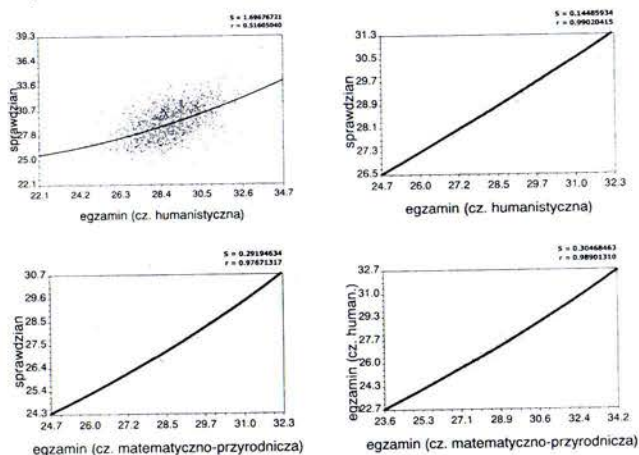 S = 1.69676721
r = 0.51665040
39.3
36.4
33.6
30.7
27.8
25.0
22.1
sprawdzian
22.1 24.2 26.3 28.4 30.5 32.6 34.7
egzamin (cz. humanistyczna)
S = 0.14485934
r = 0.99020415
31.3
30.5
29.7
28.9
28.1
27.3
26.5
sprawdzian
24.7 26.0 27.2 28.5 29.7 31.0 32.3
egzamin (cz. humanistyczna)
S = 0.29194634
r = 0.97671317
30.7
29.6
28.5
27.5
26.4
25.4
24.3
sprawdzian
24.7 25.9 27.2 28.5 29.7 31.0 32.3
egzamin (cz. matematyczno-przyrodnicza)
S = 0.30468463
r = 0.98901310
32.7
31.0
29.3
27.7
26.0
24.3
22.7
egzamin (cz. human.)
23.6 25.3 27.1 28.9 30.6 32.4 34.2
egzamin (cz. matematyczno-przyrodnicza)